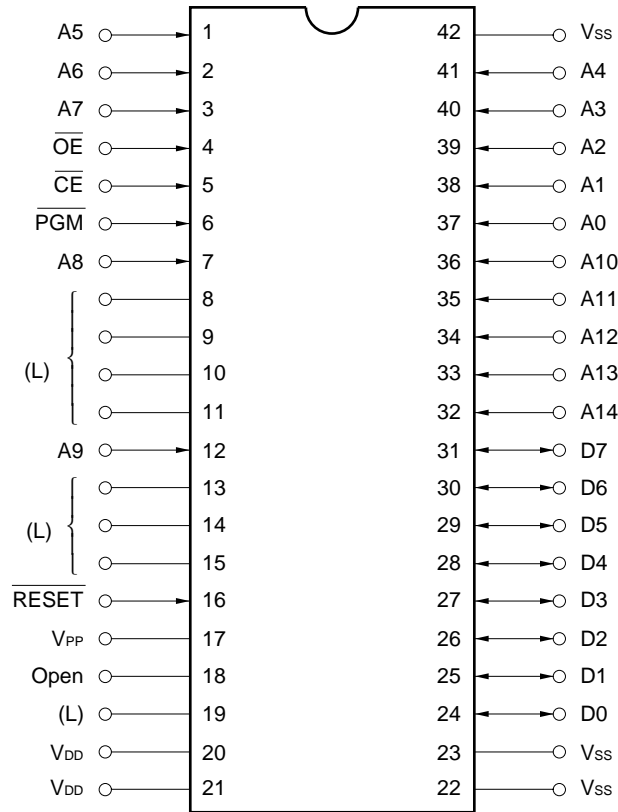 A5 1 42 VSS
A6 2 41 A4
A7 3 40 A3
OE 4 39 A2
CE 5 38 A1
PGM 6 37 A0
A8 7 36 A10
8 35 A11
9 34 A12
(L)
10 33 A13
11 32 A14
A9 12 31 D7
13 30 D6
(L) 14 29 D5
15 28 D4
RESET 16 27 D3
VPP 17 26 D2
Open 18 25 D1
(L) 19 24 D0
VDD 20 23 VSS
VDD 21 22 VSS